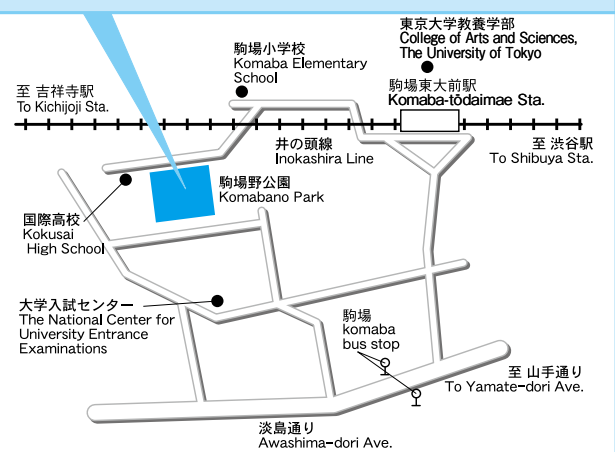 東京大学教養学部
College of Arts and Sciences,
The University of Tokyo
駒場小学校
Komaba Elementary
School
至 吉祥寺駅
To Kichijoji Sta.
駒場東大前駅
Komaba-tōdaimae Sta.
井の頭線
Inokashira Line
至 渋谷駅
To Shibuya Sta.
駒場野公園
Komabano Park
国際高校
Kokusai
High School
大学入試センター
The National Center for
University Entrance
Examinations
駒場
komaba
bus stop
至 山手通り
To Yamate-dori Ave.
淡島通り
Awashima-dori Ave.